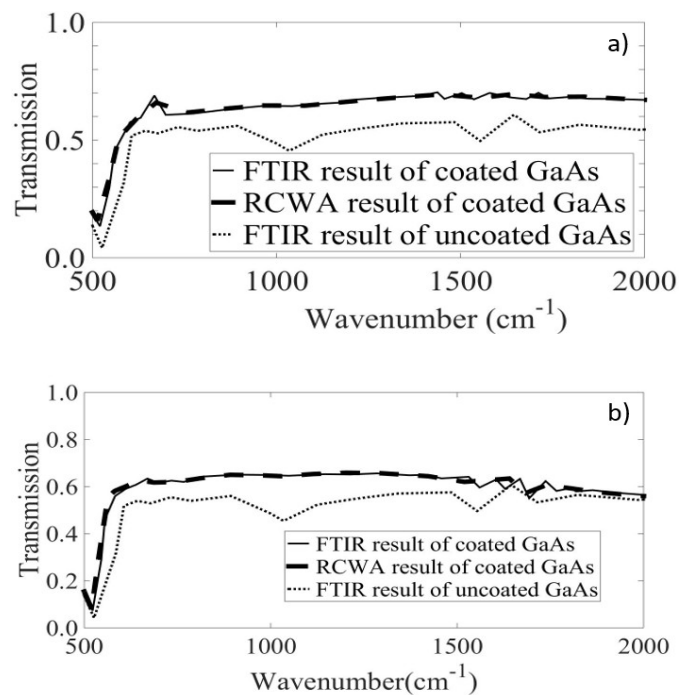 1.0
a)
Transmission
0.5
FTIR result of coated GaAs
RCWA result of coated GaAs
FTIR result of uncoated GaAs
0.0
500 1000 1500 2000
Wavenumber (cm⁻¹)
1.0
b)
0.8
Transmission
0.6
0.4
FTIR result of coated GaAs
RCWA result of coated GaAs
0.2
FTIR result of uncoated GaAs
0.0
500 1000 1500 2000
Wavenumber(cm⁻¹)